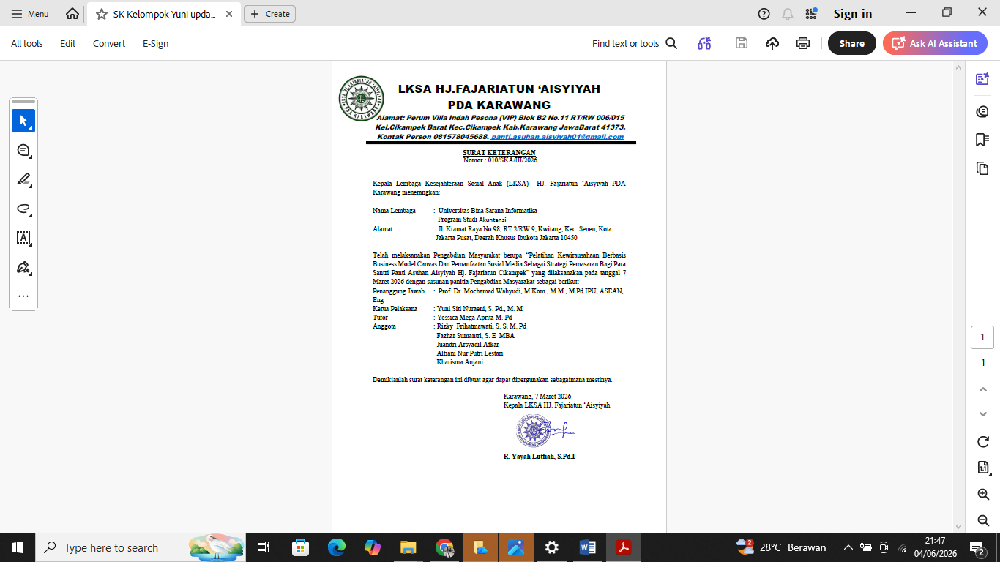 Menu
SK Kelompok Yuni upda...
Create
Sign in
All tools
Edit
Convert
E-Sign
Find text or tools
Share
Ask AI Assistant
LKSA HJ FAJARIATUN 'AISYIYAH
PDA KARAWANG
LKSA HJ.FAJARIATUN ‘AISYIYAH
PDA KARAWANG
Alamat: Perum Villa Indah Pesona (VIP) Blok B2 No.11 RT/RW 006/015
Kel.Cikampek Barat Kec.Cikampek Kab.Karawang JawaBarat 41373.
Kontak Person 081578045688. panti.asuhan.aisyiyah01@gmail.com
SURAT KETERANGAN
Nomor : 010/SKA/III/2026
Kepala Lembaga Kesejahteraan Sosial Anak (LKSA) HJ. Fajariatun ‘Aisyiyah PDA
Karawang menerangkan:
Nama Lembaga : Universitas Bina Sarana Informatika
Program Studi Akuntansi
Alamat : Jl. Kramat Raya No.98, RT.2/RW.9, Kwitang, Kec. Senen, Kota
Jakarta Pusat, Daerah Khusus Ibukota Jakarta 10450
Telah melaksanakan Pengabdian Masyarakat berupa “Pelatihan Kewirausahaan Berbasis
Business Model Canvas Dan Pemanfaatan Sosial Media Sebagai Strategi Pemasaran Bagi Para
Santri Panti Asuhan Aisyiyah Hj. Fajariatun Cikampek” yang dilaksanakan pada tanggal 7
Maret 2026 dengan susunan panitia Pengabdian Masyarakat sebagai berikut:
Penanggung Jawab : Prof. Dr. Mochamad Wahyudi, M.Kom., M.M., M.Pd IPU, ASEAN,
Eng
Ketua Pelaksana : Yuni Siti Nuraeni, S. Pd., M. M
Tutor : Yessica Mega Aprita M. Pd
Anggota : Rizky Frihatmawati, S. S, M. Pd
Fazhar Sumantri, S. E MBA
Juandri Arsyadil Afkar
Alfiani Nur Putri Lestari
Kharisma Anjani
Demikianlah surat keterangan ini dibuat agar dapat dipergunakan sebagaimana mestinya.
Karawang, 7 Maret 2026
Kepala LKSA HJ. Fajariatun ‘Aisyiyah
R. Yayah Lutfiah, S.Pd.I
1
1
Type here to search
28°C Berawan
21:47
04/06/2026
2
2